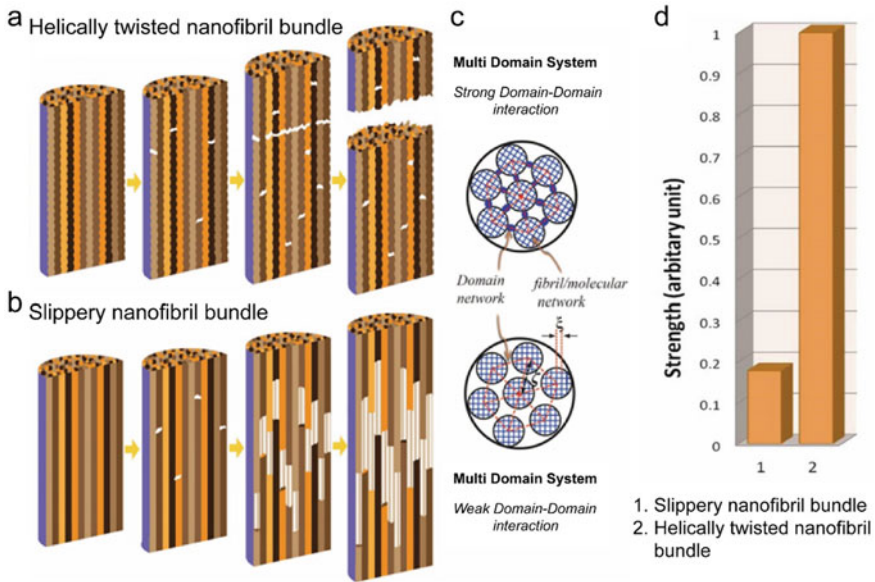 a
Helically twisted nanofibril bundle
b
Slippery nanofibril bundle
c
Multi Domain System
Strong Domain-Domain
interaction
Domain
network
fibril/molecular
network
ξ
ζ
Multi Domain System
Weak Domain-Domain
interaction
d
Strength (arbitary unit)
1
0.9
0.8
0.7
0.6
0.5
0.4
0.3
0.2
0.1
0
1
2
1. Slippery nanofibril bundle
2. Helically twisted nanofibril
bundle